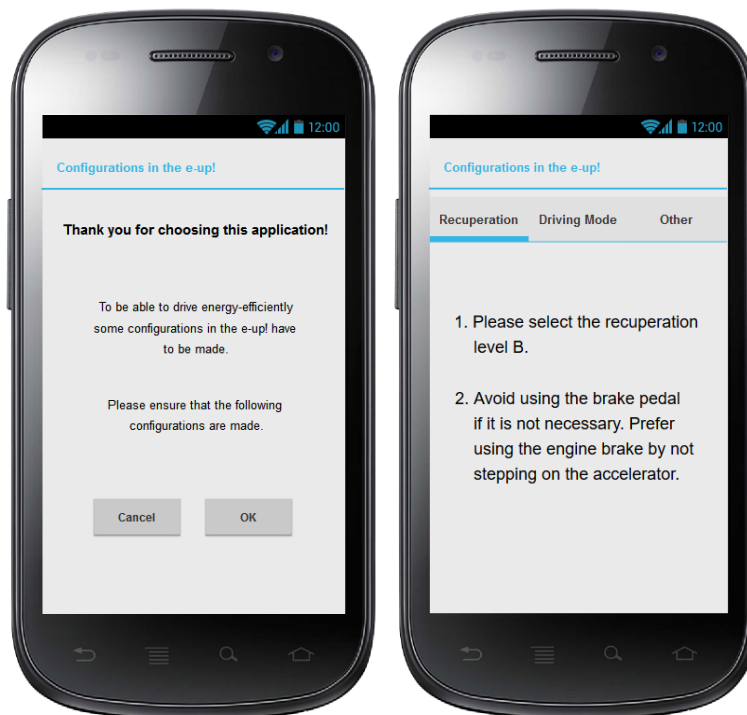 12:00
Configurations in the e-up!
Thank you for choosing this application!
To be able to drive energy-efficiently
some configurations in the e-up! have
to be made.
Please ensure that the following
configurations are made.
Cancel OK
12:00
Configurations in the e-up!
Recuperation Driving Mode Other
1. Please select the recuperation
level B.
2. Avoid using the brake pedal
if it is not necessary. Prefer
using the engine brake by not
stepping on the accelerator.